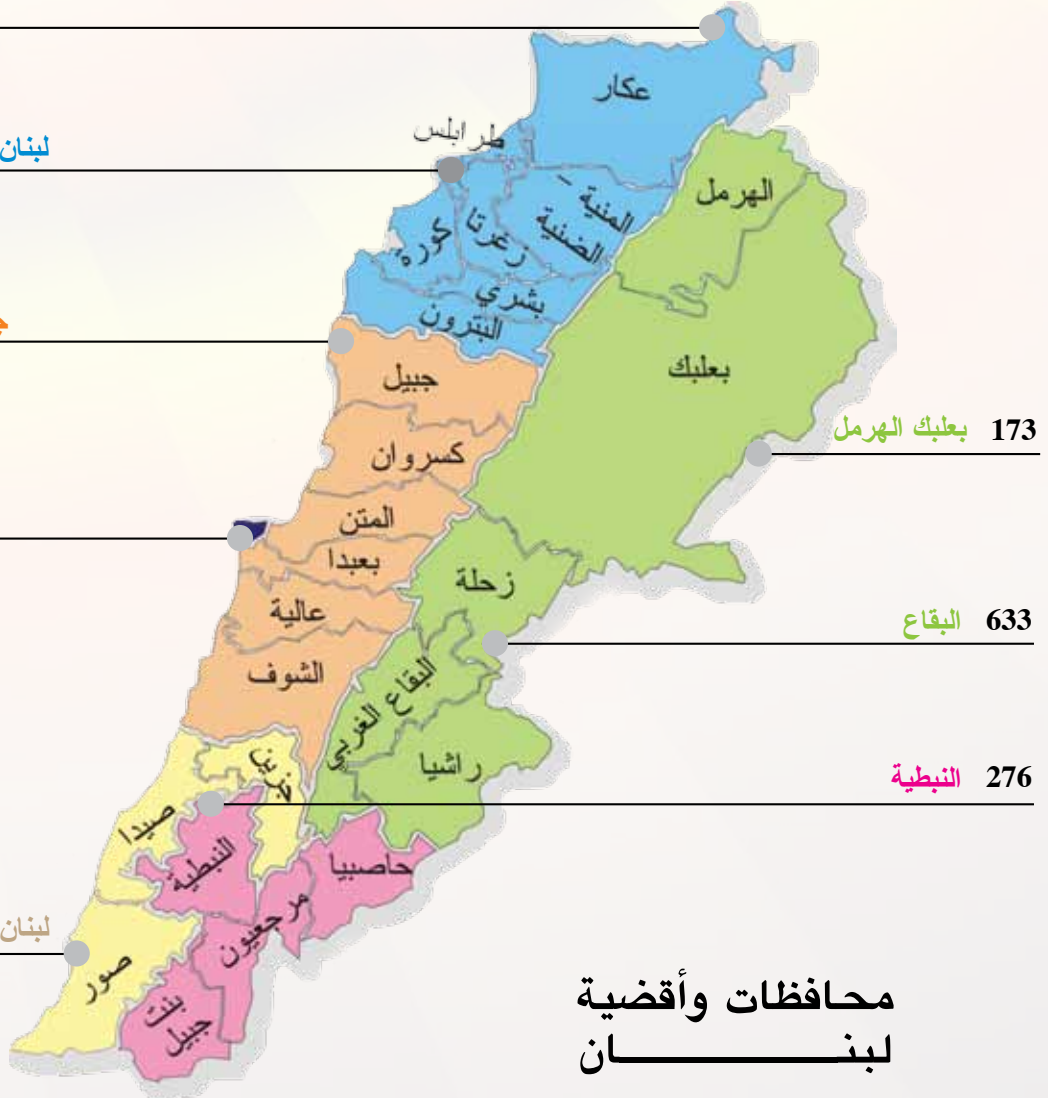 عكار
طرابلس
لبنان
الهرمل
المنية -
الضنية
زغرتا
كورة
بشري
البترون
جبيل
بعلبك
كسروان
173 بعلبك الهرمل
المتن
بعبدا
زحلة
عالية
633 البقاع
الشوف
البقاع الغربي
راشيا
جزين
276 النبطية
صيدا
النبطية
حاصبيا
مرجعيون
لبنان
صور
بنت
جبيل
محافظات وأقضية
لبنــــــــان